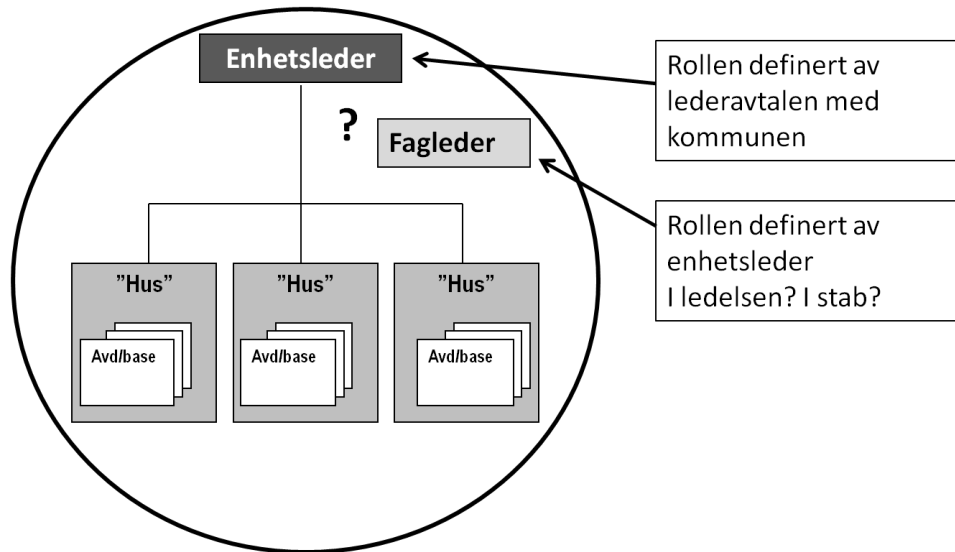 Enhetsleder
?
Fagleder
Rollen definert av
lederavtalen med
kommunen
Rollen definert av
enhetsleder
I ledelsen? I stab?
”Hus”
Avd/base
”Hus”
Avd/base
”Hus”
Avd/base